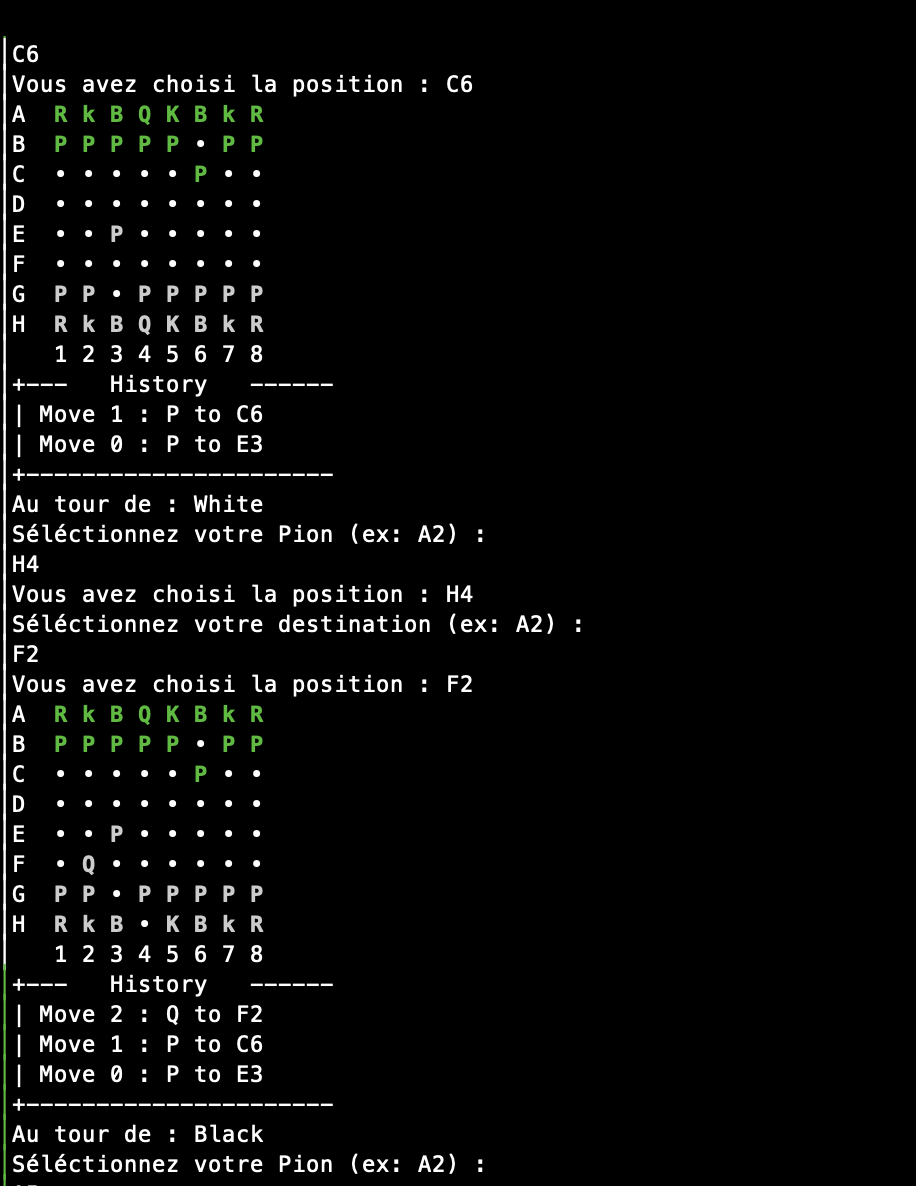 C6
Vous avez choisi la position : C6
A  R k B Q K B k R
B  P P P P P • P P
C  • • • • • P • •
D  • • • • • • • •
E  • • P • • • • •
F  • • • • • • • •
G  P P • P P P P P
H  R k B Q K B k R
   1 2 3 4 5 6 7 8
+---   History   ------
| Move 1 : P to C6
| Move 0 : P to E3
+----------------------
Au tour de : White
Séléctionnez votre Pion (ex: A2) :
H4
Vous avez choisi la position : H4
Séléctionnez votre destination (ex: A2) :
F2
Vous avez choisi la position : F2
A  R k B Q K B k R
B  P P P P P • P P
C  • • • • • P • •
D  • • • • • • • •
E  • • P • • • • •
F  • Q • • • • • •
G  P P • P P P P P
H  R k B • K B k R
   1 2 3 4 5 6 7 8
+---   History   ------
| Move 2 : Q to F2
| Move 1 : P to C6
| Move 0 : P to E3
+----------------------
Au tour de : Black
Séléctionnez votre Pion (ex: A2) :